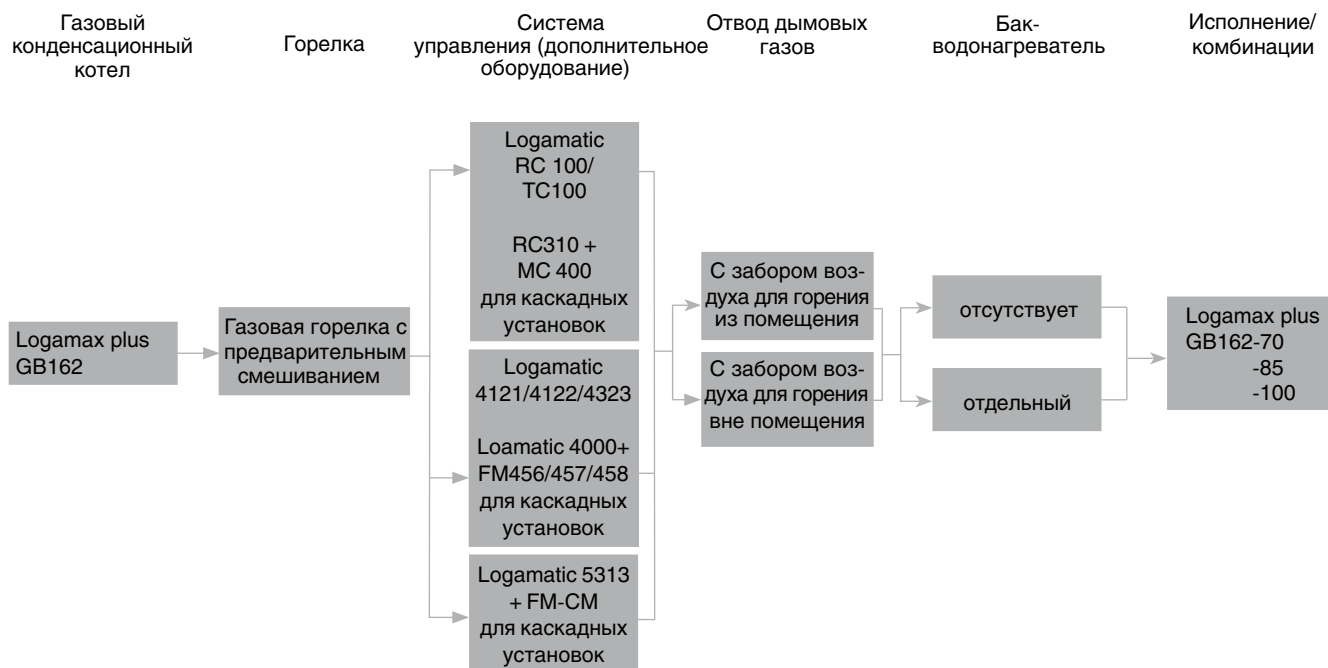 Газовый
конденсационный
котел
Горелка
Система
управления (дополнительное
оборудование)
Отвод дымовых
газов
Бак-
водонагреватель
Исполнение/
комбинации
Logamax plus
GB162
Газовая горелка с
предварительным
смешиванием
Logamatic
RC 100/
TC100
RC310 +
MC 400
для каскадных
установок
Logamatic
4121/4122/4323
Loamatic 4000+
FM456/457/458
для каскадных
установок
Logamatic 5313
+ FM-CM
для каскадных
установок
С забором воз-
духа для горения
из помещения
С забором воз-
духа для горения
вне помещения
отсутствует
отдельный
Logamax plus
GB162-70
-85
-100